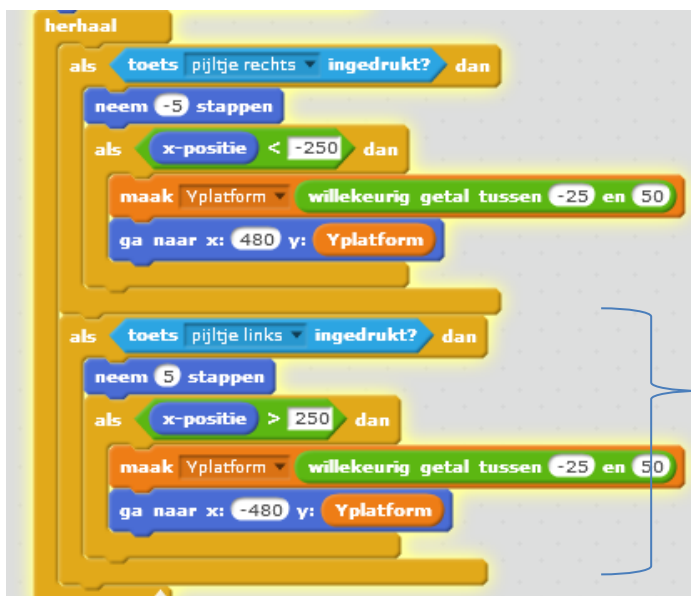 herhaal
als toets pijltje rechts ingedrukt? dan
neem -5 stappen
als x-positie < -250 dan
maak Yplatform willekeurig getal tussen -25 en 50
ga naar x: 480 y: Yplatform
als toets pijltje links ingedrukt? dan
neem 5 stappen
als x-positie > 250 dan
maak Yplatform willekeurig getal tussen -25 en 50
ga naar x: -480 y: Yplatform